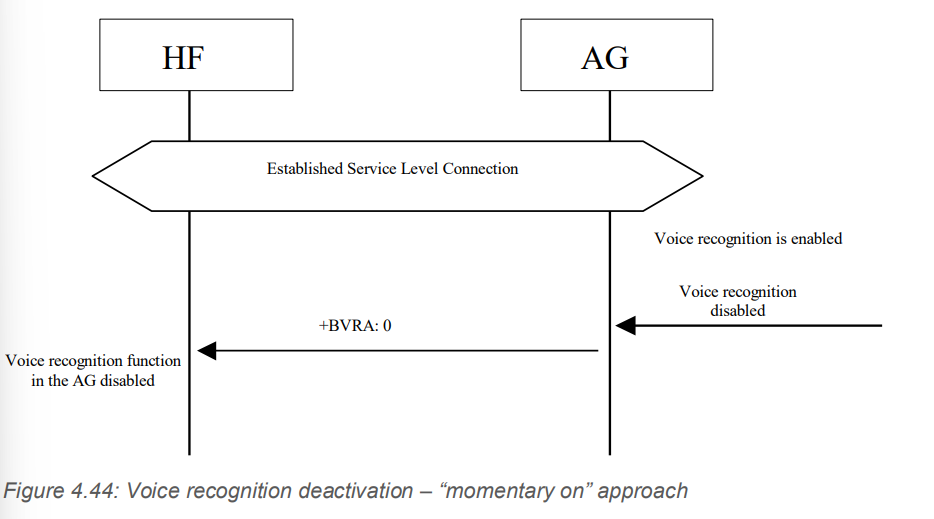 HF
AG
Established Service Level Connection
Voice recognition is enabled
Voice recognition
disabled
+BVRA: 0
Voice recognition function
in the AG disabled
Figure 4.44: Voice recognition deactivation – “momentary on” approach